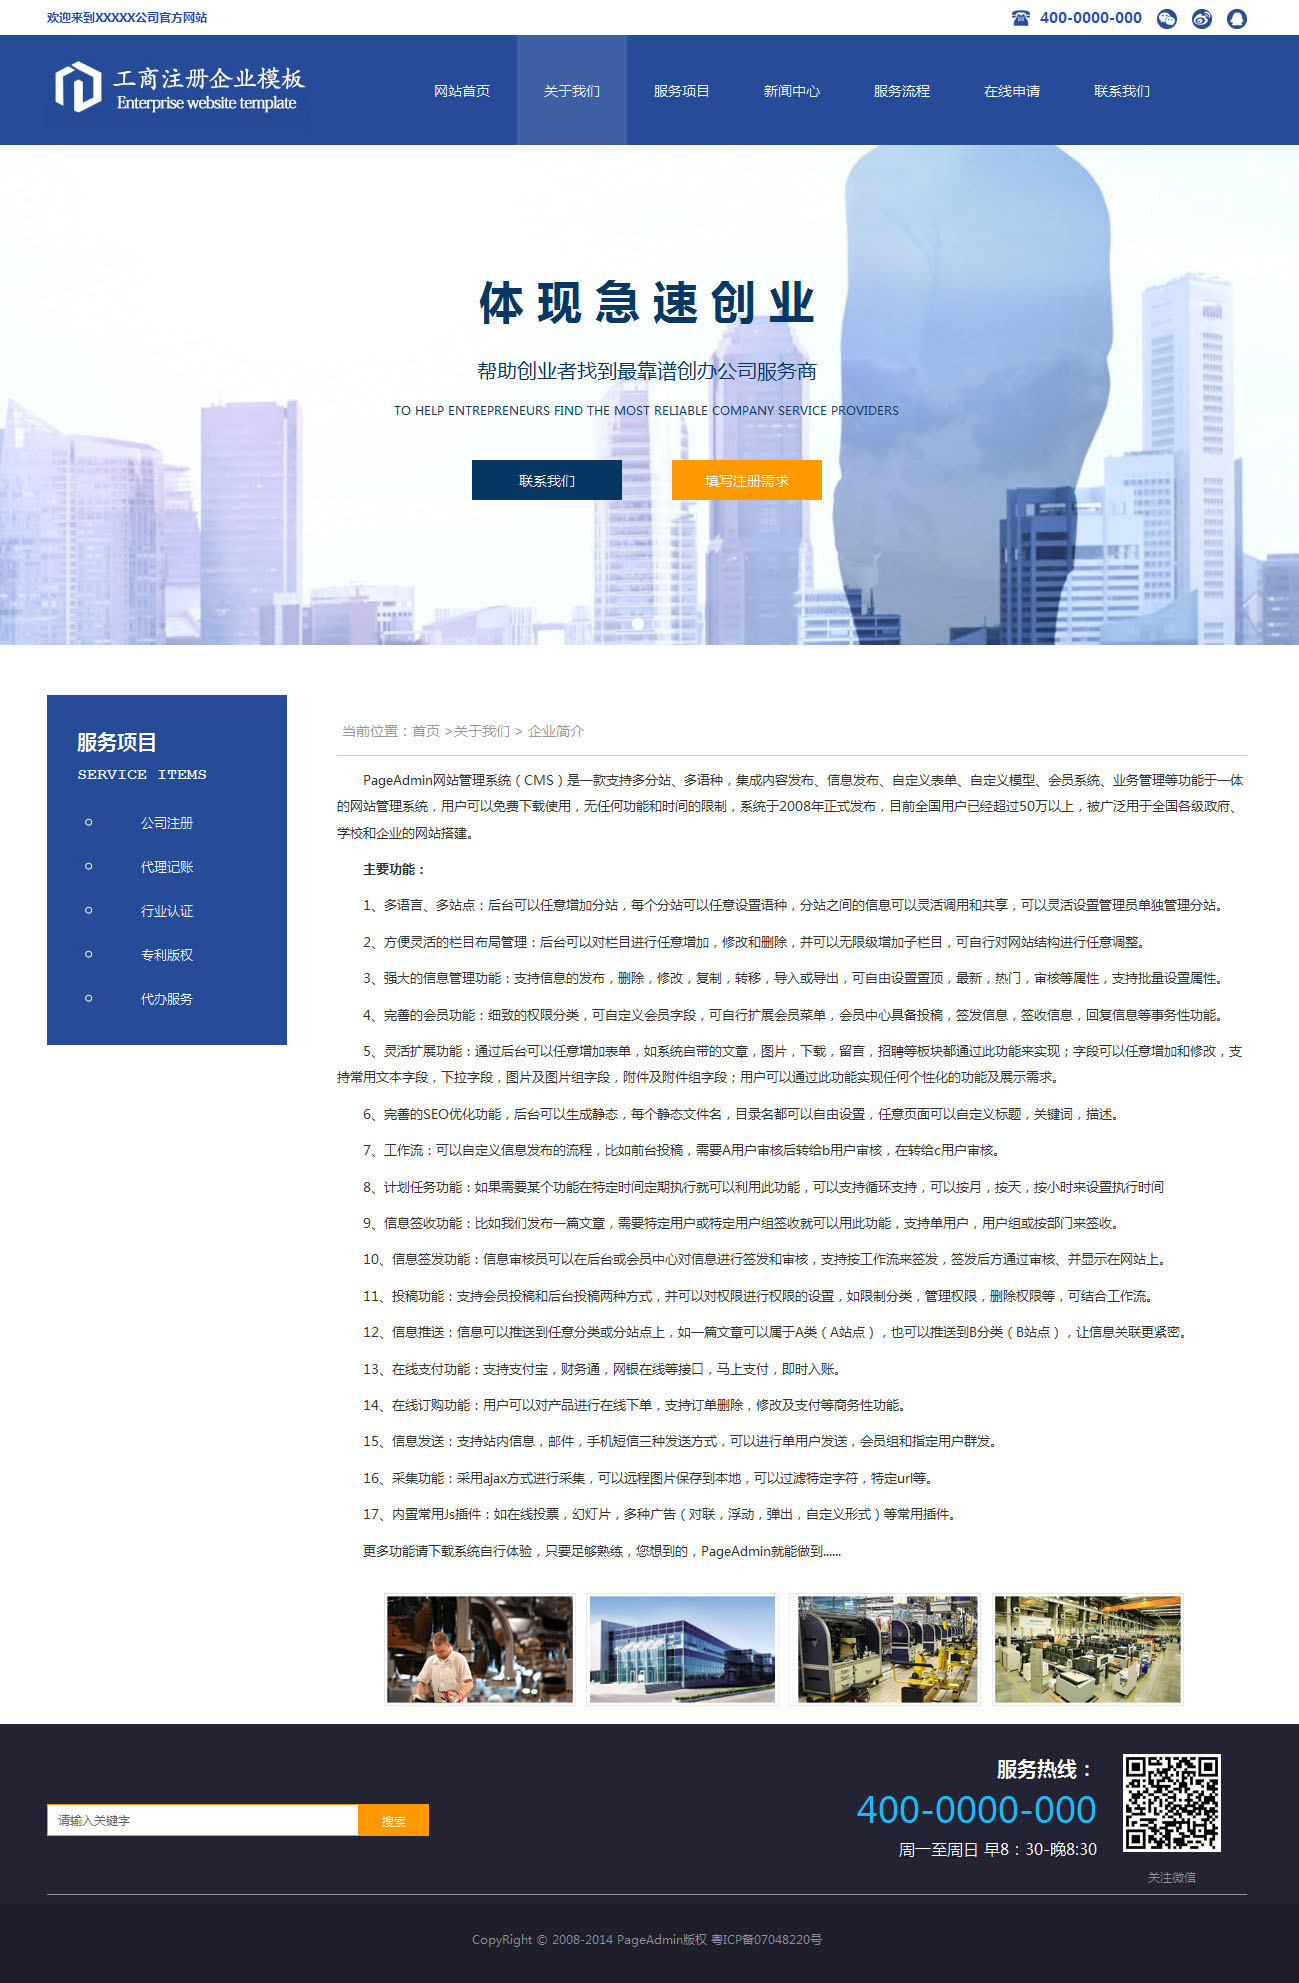 欢迎来到XXXXX公司官方网站
400-0000-000
工商注册企业模板
Enterprise website template
网站首页
关于我们
服务项目
新闻中心
服务流程
在线申请
联系我们
体现急速创业
帮助创业者找到最靠谱创办公司服务商
TO HELP ENTREPRENEURS FIND THE MOST RELIABLE COMPANY SERVICE PROVIDERS
联系我们
填写注册需求
服务项目
SERVICE ITEMS
公司注册
代理记账
行业认证
专利版权
代办服务
当前位置：首页 >关于我们 > 企业简介
PageAdmin网站管理系统（CMS）是一款支持多分站、多语种，集成内容发布、信息发布、自定义表单、自定义模型、会员系统、业务管理等功能于一体
的网站管理系统，用户可以免费下载使用，无任何功能和时间的限制，系统于2008年正式发布，目前全国用户已经超过50万以上，被广泛用于全国各级政府、
学校和企业的网站搭建。
主要功能：
1、多语言、多站点：后台可以任意增加分站，每个分站可以任意设置语种，分站之间的信息可以灵活调用和共享，可以灵活设置管理员单独管理分站。
2、方便灵活的栏目布局管理：后台可以对栏目进行任意增加，修改和删除，并可以无限级增加子栏目，可自行对网站结构进行任意调整。
3、强大的信息管理功能：支持信息的发布，删除，修改，复制，转移，导入或导出，可自由设置置顶，最新，热门，审核等属性，支持批量设置属性。
4、完善的会员功能：细致的权限分类，可自定义会员字段，可自行扩展会员菜单，会员中心具备投稿，签发信息，签收信息，回复信息等事务性功能。
5、灵活扩展功能：通过后台可以任意增加表单，如系统自带的文章，图片，下载，留言，招聘等板块都通过此功能来实现；字段可以任意增加和修改，支
持常用文本字段，下拉字段，图片及图片组字段，附件及附件组字段；用户可以通过此功能实现任何个性化的功能及展示需求。
6、完善的SEO优化功能，后台可以生成静态，每个静态文件名，目录名都可以自由设置，任意页面可以自定义标题，关键词，描述。
7、工作流：可以自定义信息发布的流程，比如前台投稿，需要A用户审核后转给b用户审核，在转给c用户审核。
8、计划任务功能：如果需要某个功能在特定时间定期执行就可以利用此功能，可以支持循环支持，可以按月，按天，按小时来设置执行时间
9、信息签收功能：比如我们发布一篇文章，需要特定用户或特定用户组签收就可以用此功能，支持单用户，用户组或按部门来签收。
10、信息签发功能：信息审核员可以在后台或会员中心对信息进行签发和审核，支持按工作流来签发，签发后方通过审核、并显示在网站上。
11、投稿功能：支持会员投稿和后台投稿两种方式，并可以对权限进行权限的设置，如限制分类，管理权限，删除权限等，可结合工作流。
12、信息推送：信息可以推送到任意分类或分站点上，如一篇文章可以属于A类（A站点），也可以推送到B分类（B站点），让信息关联更紧密。
13、在线支付功能：支持支付宝，财务通，网银在线等接口，马上支付，即时入账。
14、在线订购功能：用户可以对产品进行在线下单，支持订单删除，修改及支付等商务性功能。
15、信息发送：支持站内信息，邮件，手机短信三种发送方式，可以进行单用户发送，会员组和指定用户群发。
16、采集功能：采用ajax方式进行采集，可以远程图片保存到本地，可以过滤特定字符，特定url等。
17、内置常用Js插件：如在线投票，幻灯片，多种广告（对联，浮动，弹出，自定义形式）等常用插件。
更多功能请下载系统自行体验，只要足够熟练，您想到的，PageAdmin就能做到......
服务热线：
400-0000-000
周一至周日 早8：30-晚8:30
请输入关键字
搜索
关注微信
CopyRight © 2008-2014 PageAdmin版权 粤ICP备07048220号